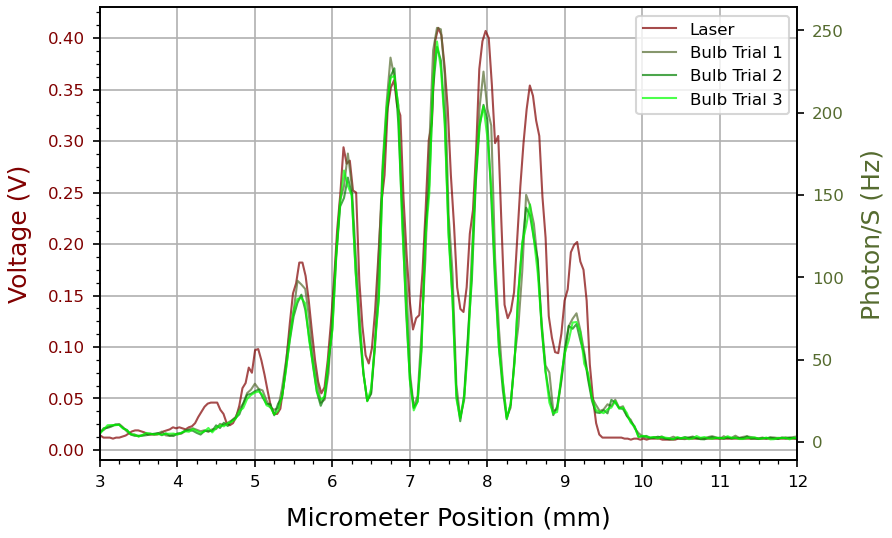 Laser
Bulb Trial 1
Bulb Trial 2
Bulb Trial 3
Voltage (V)
0.40
0.35
0.30
0.25
0.20
0.15
0.10
0.05
0.00
250
200
150
100
50
0
Photon/S (Hz)
3 4 5 6 7 8 9 10 11 12
Micrometer Position (mm)